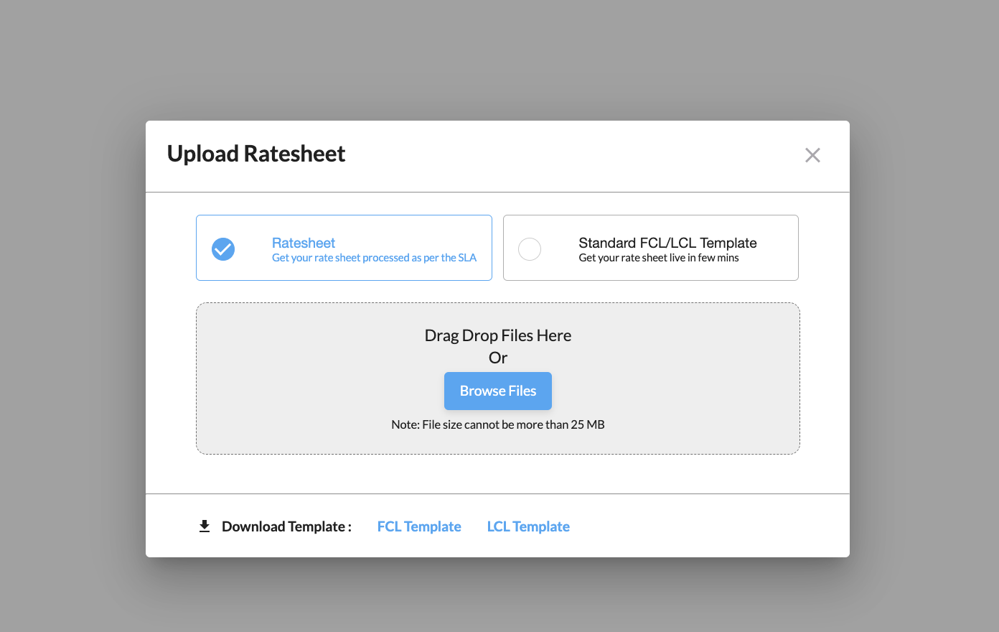 Upload Ratesheet
Ratesheet
Get your rate sheet processed as per the SLA
Standard FCL/LCL Template
Get your rate sheet live in few mins
Drag Drop Files Here
Or
Browse Files
Note: File size cannot be more than 25 MB
Download Template : FCL Template LCL Template